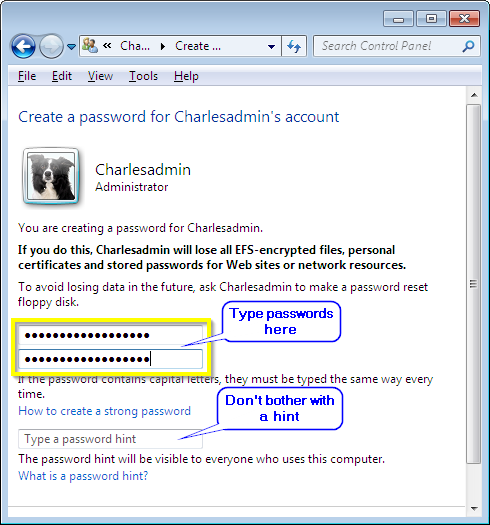 Cha...
Create ...
Search Control Panel
File Edit View Tools Help
Create a password for Charlesadmin's account
Charlesadmin
Administrator
You are creating a password for Charlesadmin.
If you do this, Charlesadmin will lose all EFS-encrypted files, personal
certificates and stored passwords for Web sites or network resources.
To avoid losing data in the future, ask Charlesadmin to make a password reset
floppy disk.
Type passwords
here
If the password contains capital letters, they must be typed the same way every
time.
How to create a strong password
Don't bother with
a hint
Type a password hint
The password hint will be visible to everyone who uses this computer.
What is a password hint?